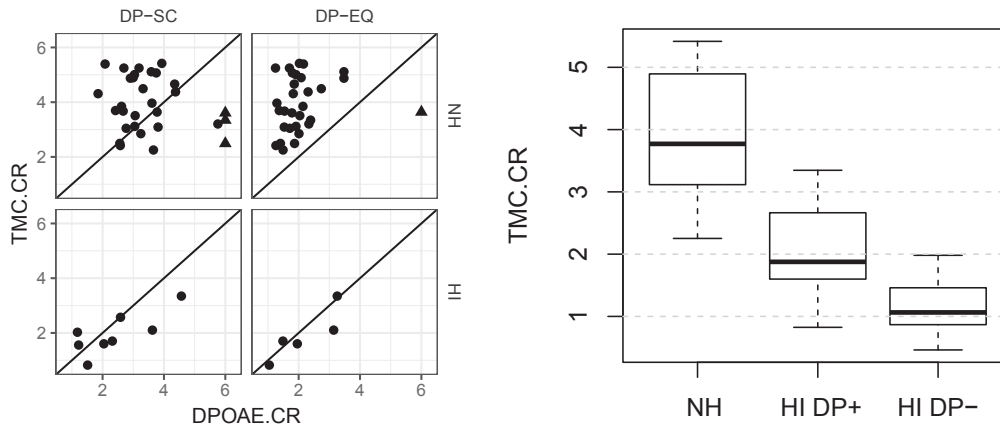 DP−SC DP−EQ
6
4
2
NH
6
4
2
HI
2 4 6 2 4 6
TMC.CR
DPOAE.CR
5
4
3
2
1
TMC.CR
NH HI DP+ HI DP−